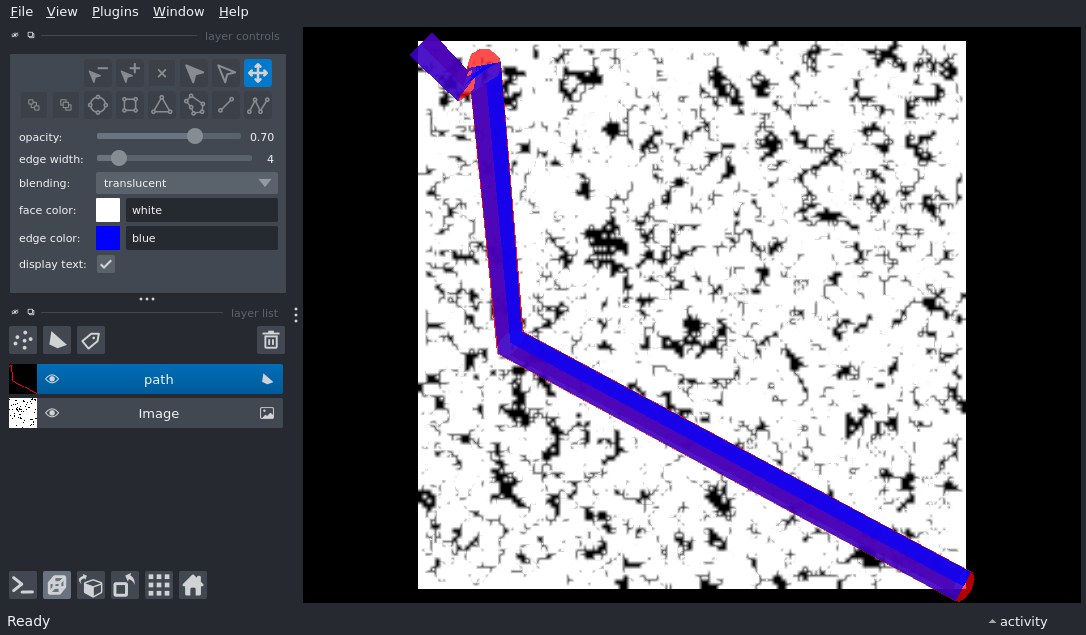 File View Plugins Window Help
layer controls
opacity: 0.70
edge width: 4
blending: translucent
face color: white
edge color: blue
display text:
layer list
path
Image
Ready
activity